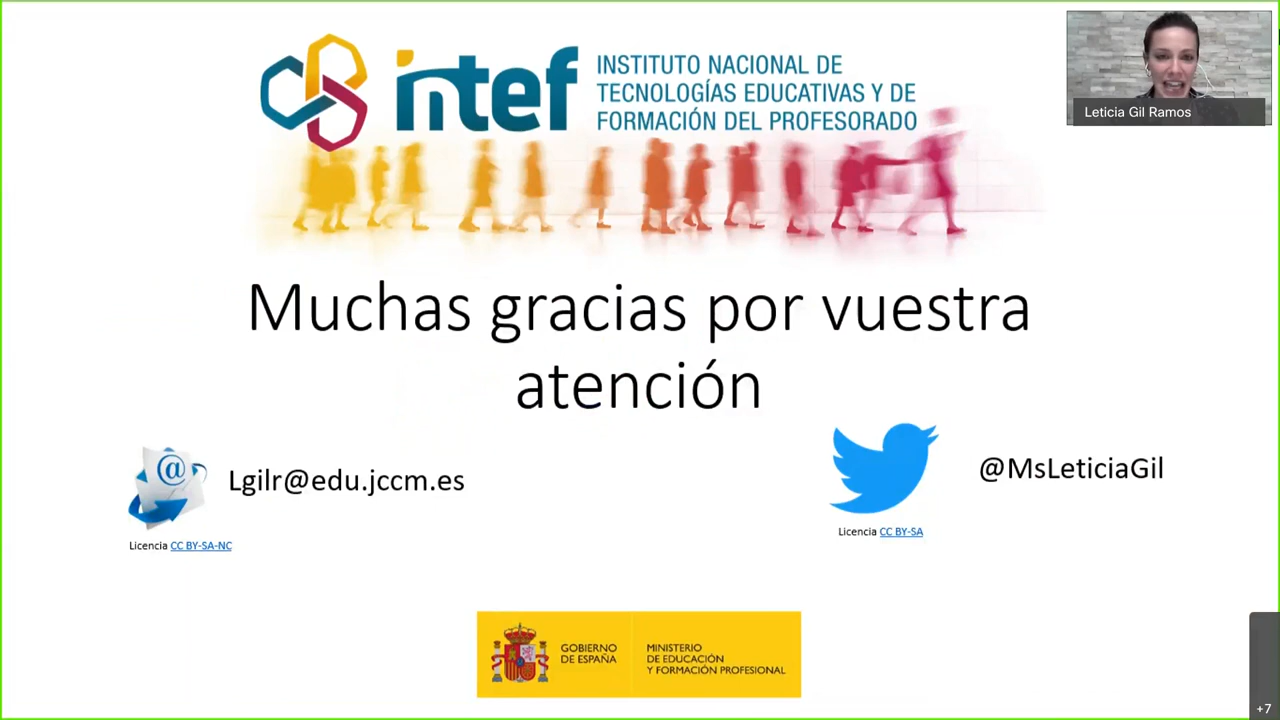 intef
INSTITUTO NACIONAL DE
TECNOLOGÍAS EDUCATIVAS Y DE
FORMACIÓN DEL PROFESORADO
Leticia Gil Ramos
Muchas gracias por vuestra
atención
@
Lgilr@edu.jccm.es
@MsLeticiaGil
Licencia CC BY-SA-NC
Licencia CC BY-SA
GOBIERNO
DE ESPAÑA
MINISTERIO
DE EDUCACIÓN
Y FORMACIÓN PROFESIONAL
+7